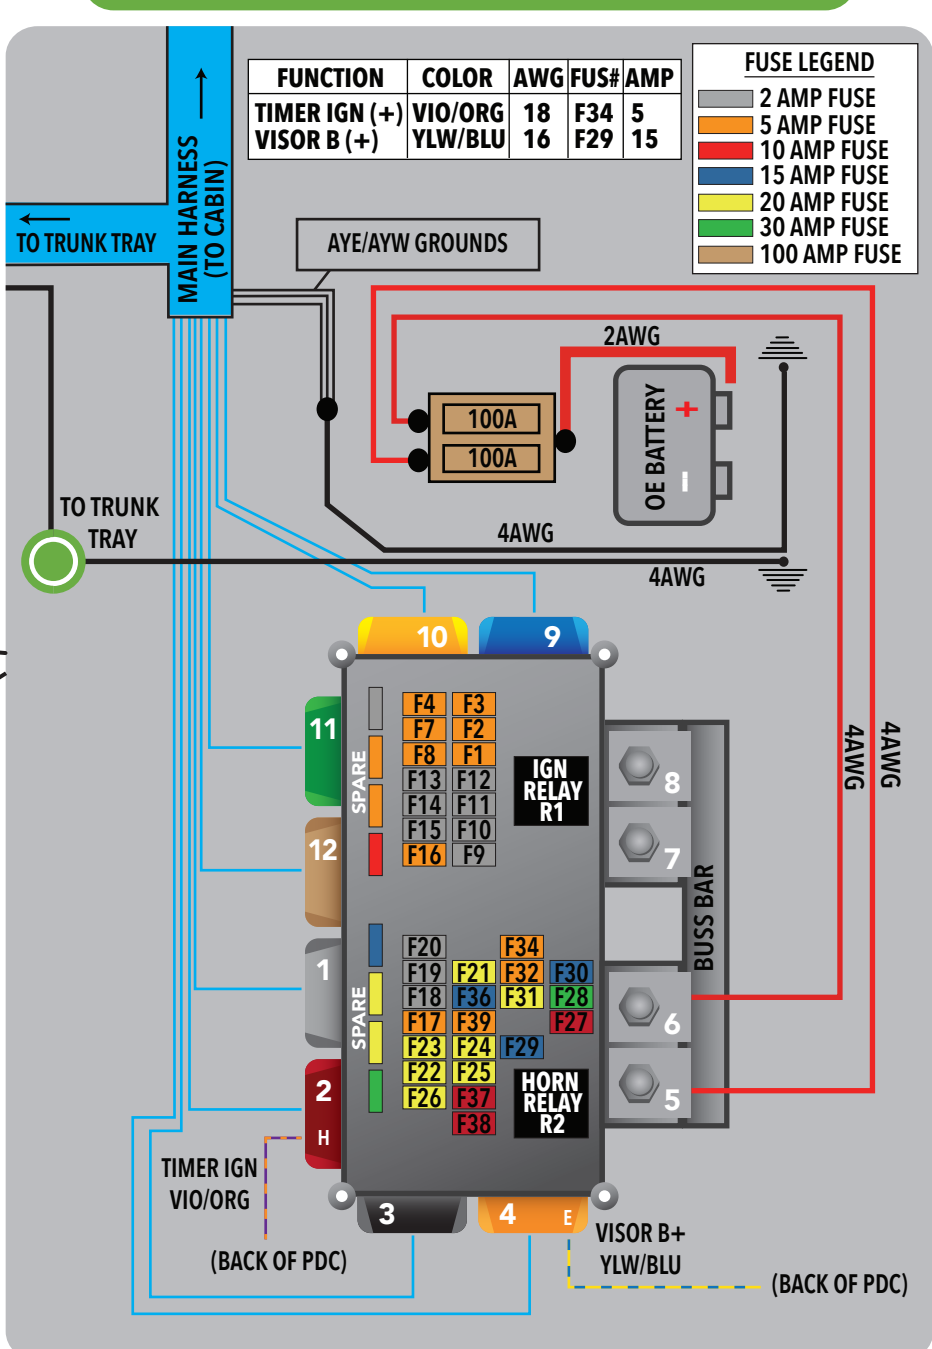 FUNCTION COLOR AWG FUS# AMP
TIMER IGN (+) VIO/ORG 18 F34 5
VISOR B (+) YLW/BLU 16 F29 15
FUSE LEGEND
2 AMP FUSE
5 AMP FUSE
10 AMP FUSE
15 AMP FUSE
20 AMP FUSE
30 AMP FUSE
100 AMP FUSE
MAIN HARNESS
(TO CABIN)
TO TRUNK TRAY
AYE/AYW GROUNDS
2AWG
100A
100A
OE BATTERY
+
–
TO TRUNK
TRAY
4AWG
4AWG
4AWG
4AWG
10
9
11
12
1
2
H
3
4
E
8
7
6
5
BUSS BAR
SPARE
F4 F3
F7 F2
F8 F1
F13 F12
F14 F11
F15 F10
F16 F9
IGN
RELAY
R1
SPARE
F20 F34
F19 F21 F32 F30
F18 F36 F31 F28
F17 F39 F27
F23 F24 F29
F22 F25
F26 F37
F38
HORN
RELAY
R2
TIMER IGN
VIO/ORG
(BACK OF PDC)
VISOR B+
YLW/BLU
(BACK OF PDC)